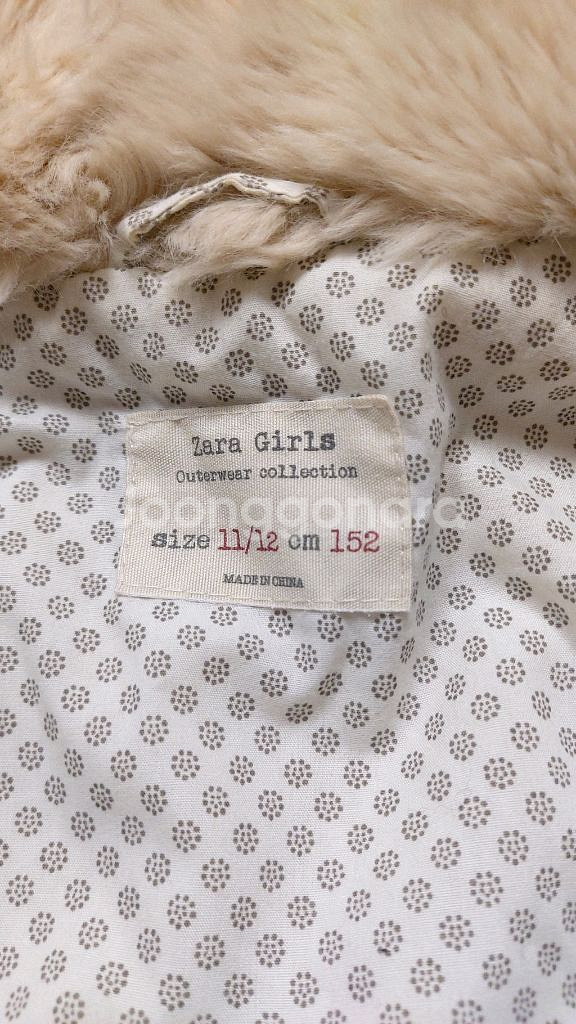 Zara Girls
Outerwear collection
size 11/12 cm 152
MADE IN CHINA